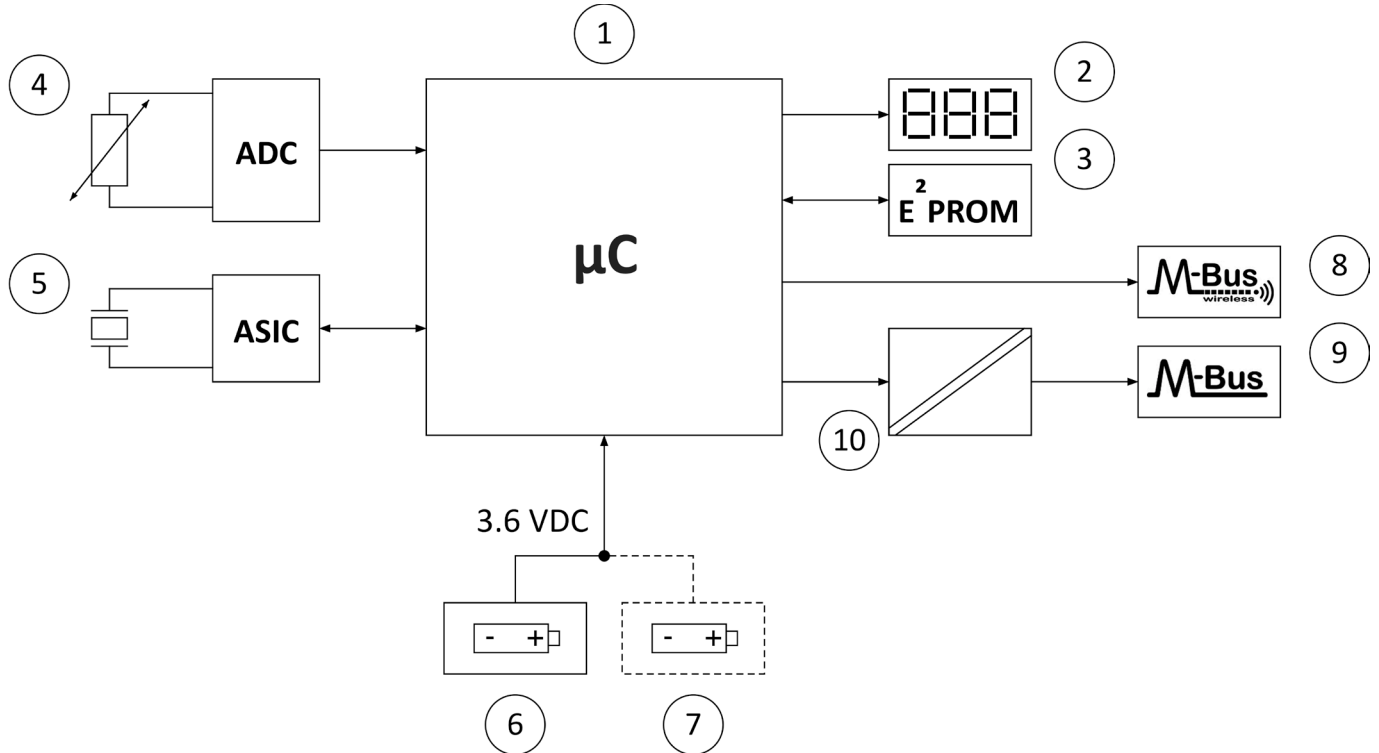 1
2
3
4
5
6
7
8
9
10
ADC
ASIC
µC
888
E²PROM
M-Bus
wireless
M-Bus
3.6 VDC
- +
- +